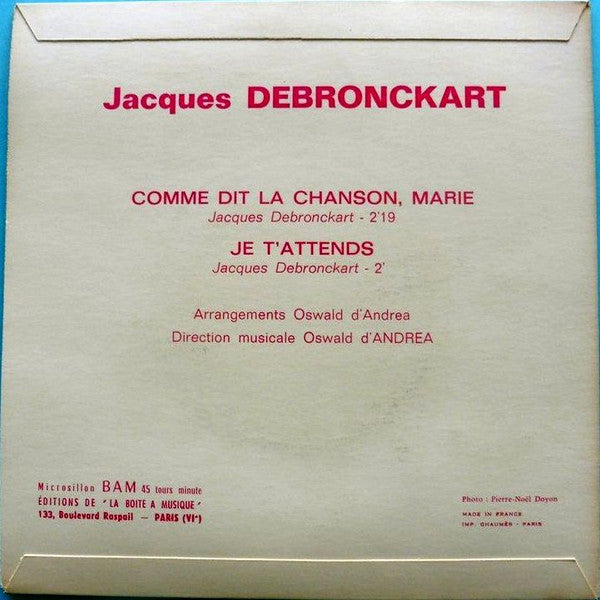 Jacques DEBRONCKART
COMME DIT LA CHANSON, MARIE
Jacques Debronckart - 2'19
JE T'ATTENDS
Jacques Debronckart - 2'
Arrangements Oswald d'Andrea
Direction musicale Oswald d'ANDREA
Microsillon BAM 45 tours minute
ÉDITIONS DE "LA BOITE A MUSIQUE"
133, Boulevard Raspail — PARIS (VIe)
Photo : Pierre-Noël Doyon
MADE IN FRANCE
IMP. CHAUMÈS - PARIS